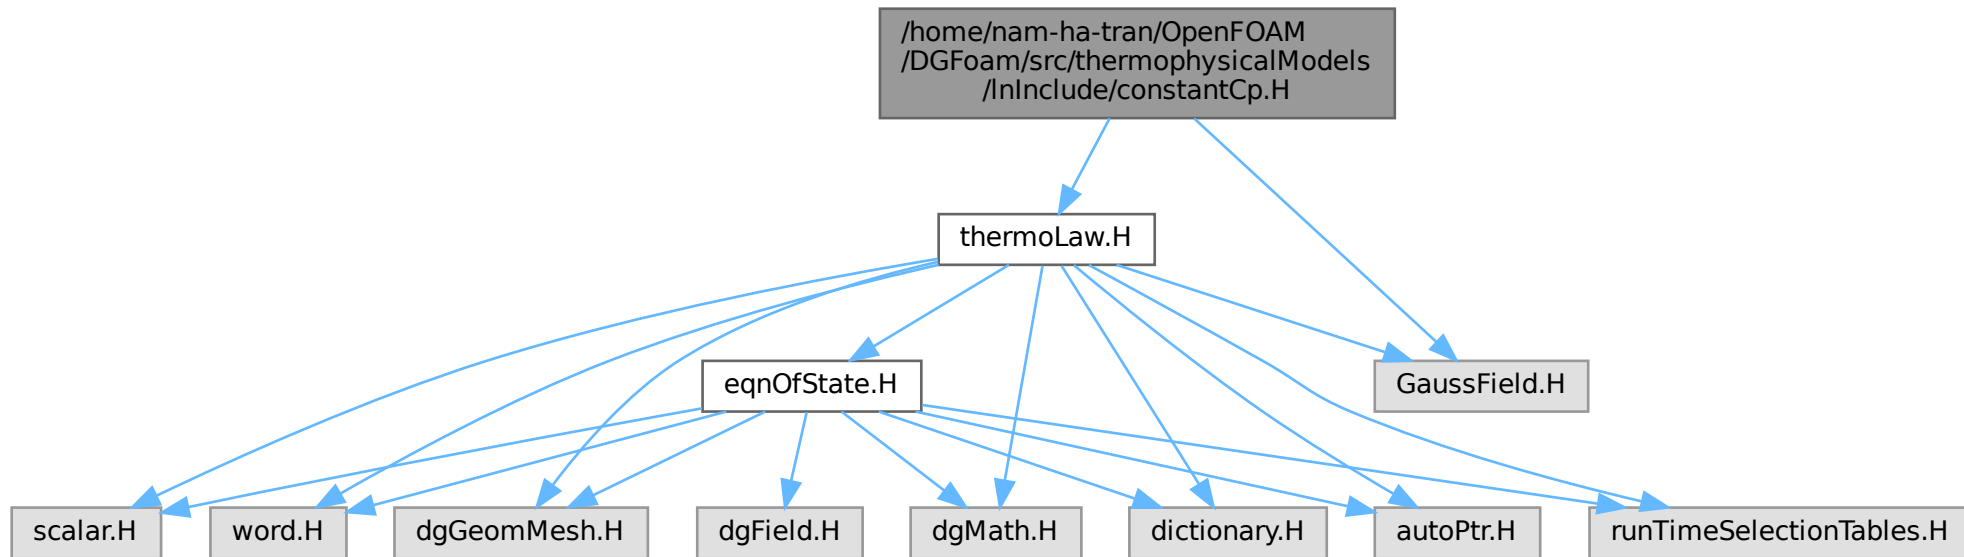 /home/nam-ha-tran/OpenFOAM
/DGFoam/src/thermophysicalModels
/lnInclude/constantCp.H
thermoLaw.H
eqnOfState.H
GaussField.H
scalar.H
word.H
dgGeomMesh.H
dgField.H
dgMath.H
dictionary.H
autoPtr.H
runTimeSelectionTables.H